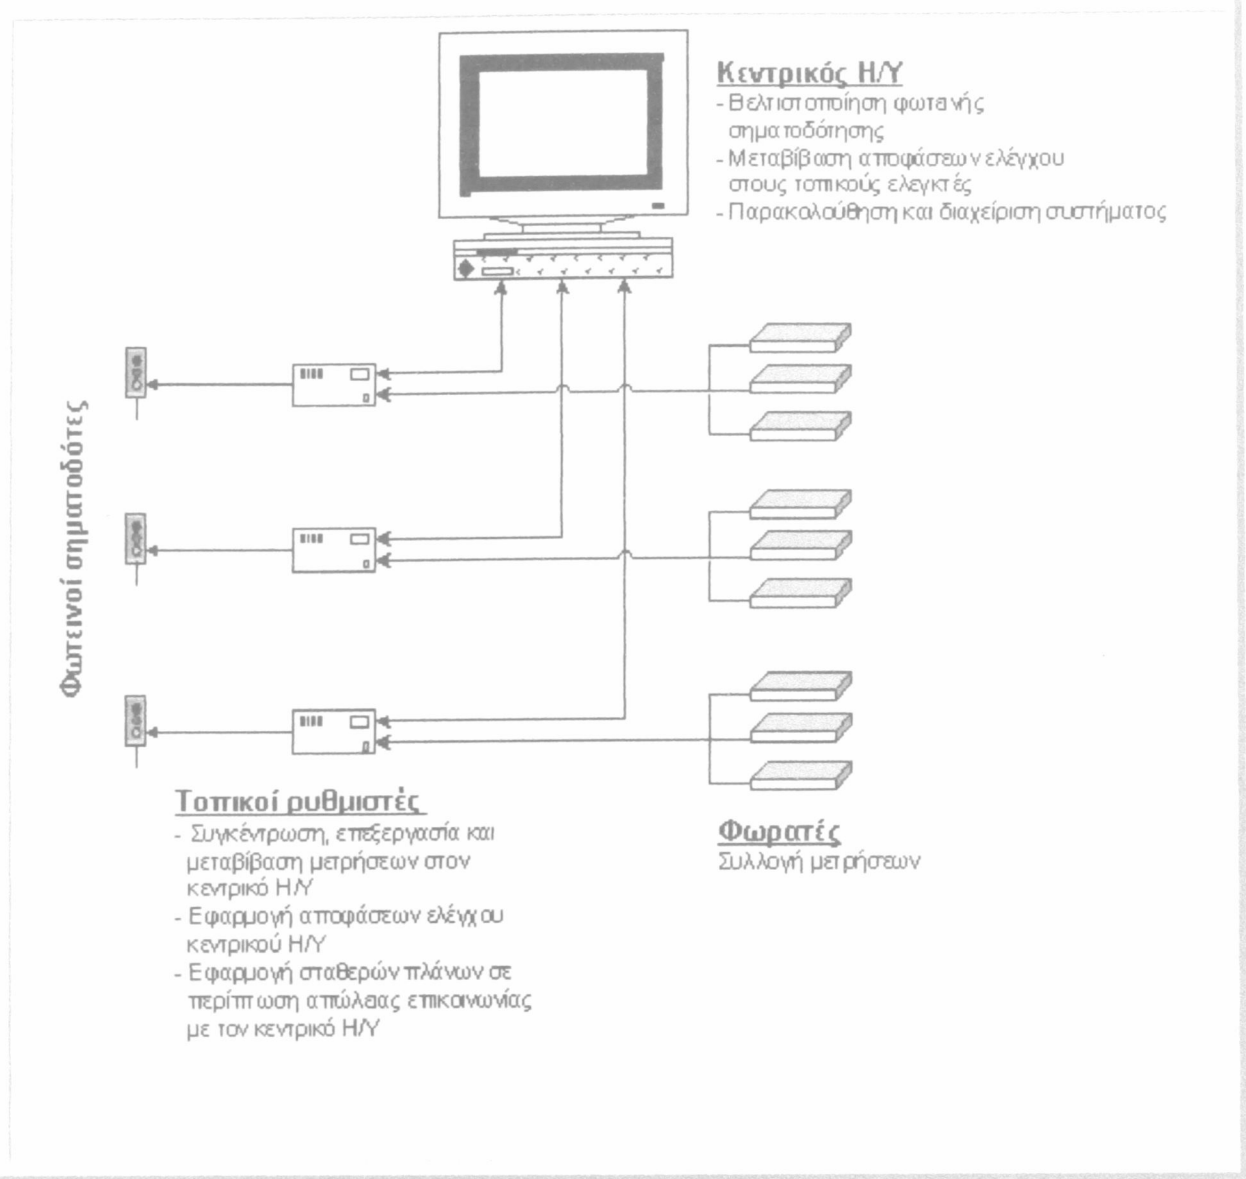 Κεντρικός Η/Υ
- Βελτιστοποίηση φωτεινής
σηματοδότησης
- Μεταβίβαση αποφάσεων ελέγχου
στους τοπικούς ελεγκτές
- Παρακολούθηση και διαχείριση συστήματος
Φωτεινοί σηματοδότες
Τοπικοί ρυθμιστές
- Συγκέντρωση, επεξεργασία και
μεταβίβαση μετρήσεων στον
κεντρικό Η/Υ
- Εφαρμογή αποφάσεων ελέγχου
κεντρικού Η/Υ
- Εφαρμογή σταθερών πλάνων σε
περίπτωση απώλειας επικοινωνίας
με τον κεντρικό Η/Υ
Φωρατές
Συλλογή μετρήσεων